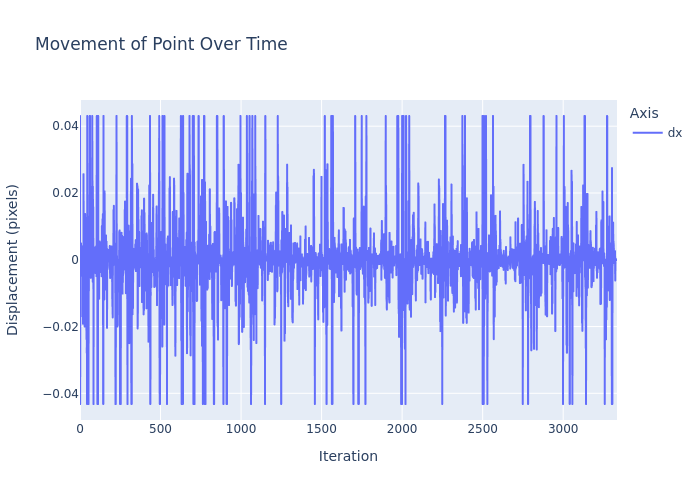 Movement of Point Over Time
Axis
dx
Displacement (pixels)
0.04
0.02
0
−0.02
−0.04
0 500 1000 1500 2000 2500 3000
Iteration